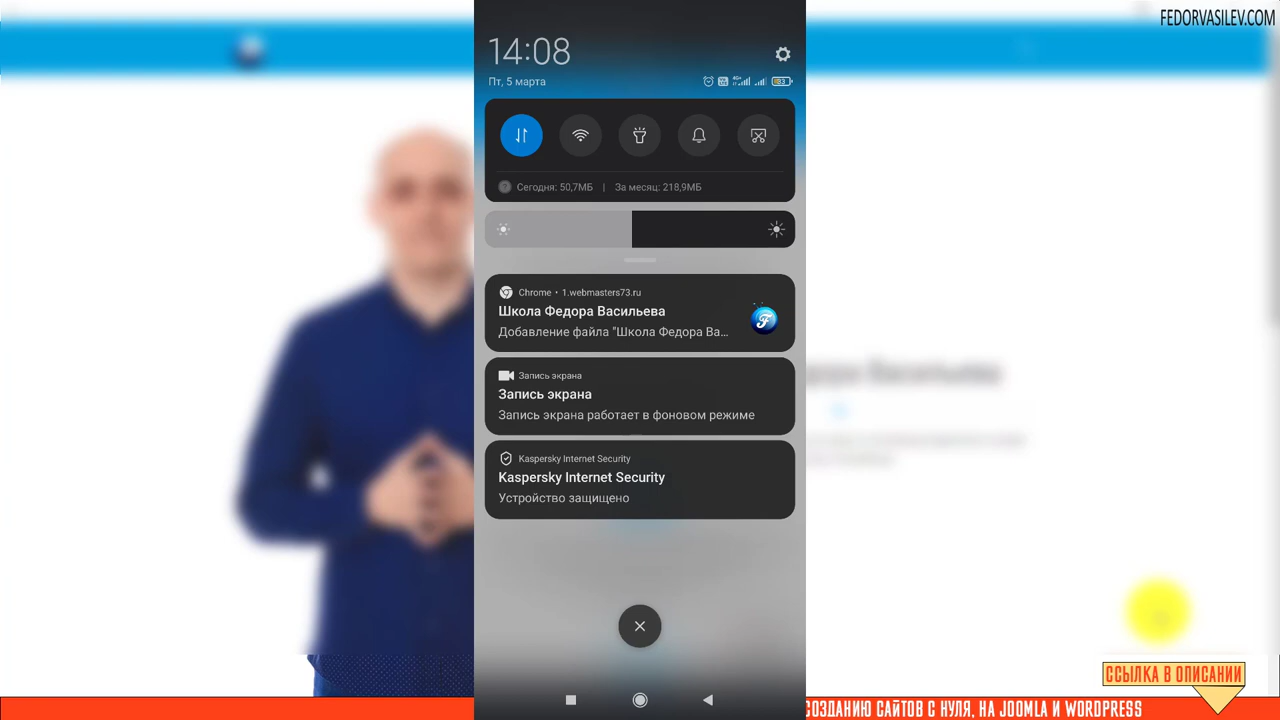 FEDORVASILEV.COM
14:08
Пт, 5 марта
83
Сегодня: 50,7МБ | За месяц: 218,9МБ
Chrome • 1.webmasters73.ru
Школа Федора Васильева
Добавление файла "Школа Федора Ва...
Запись экрана
Запись экрана
Запись экрана работает в фоновом режиме
Kaspersky Internet Security
Kaspersky Internet Security
Устройство защищено
ССЫЛКА В ОПИСАНИИ
СОЗДАНИЮ САЙТОВ С НУЛЯ, НА JOOMLA И WORDPRESS